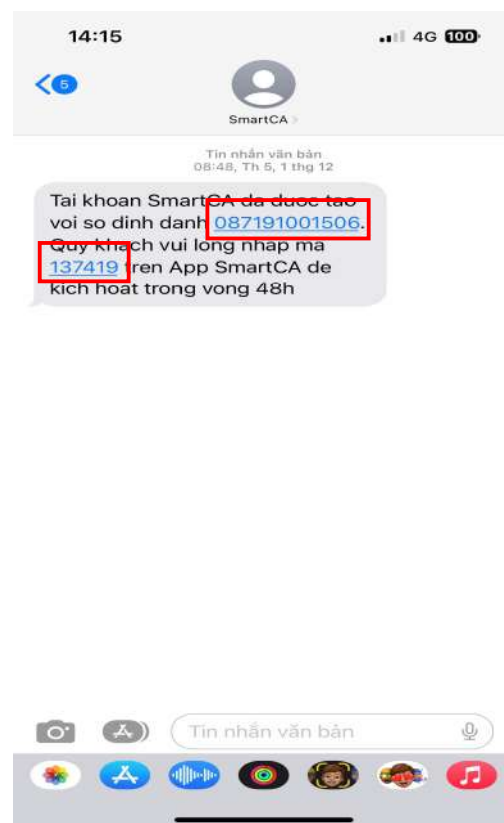 14:15
4G 100
5
SmartCA
Tin nhắn văn bản
08:48, Th 5, 1 thg 12
Tai khoan SmartCA da duoc tao
voi so dinh danh 087191001506.
Quy khach vui long nhap ma
137419 tren App SmartCA de
kich hoat trong vong 48h
Tin nhắn văn bản